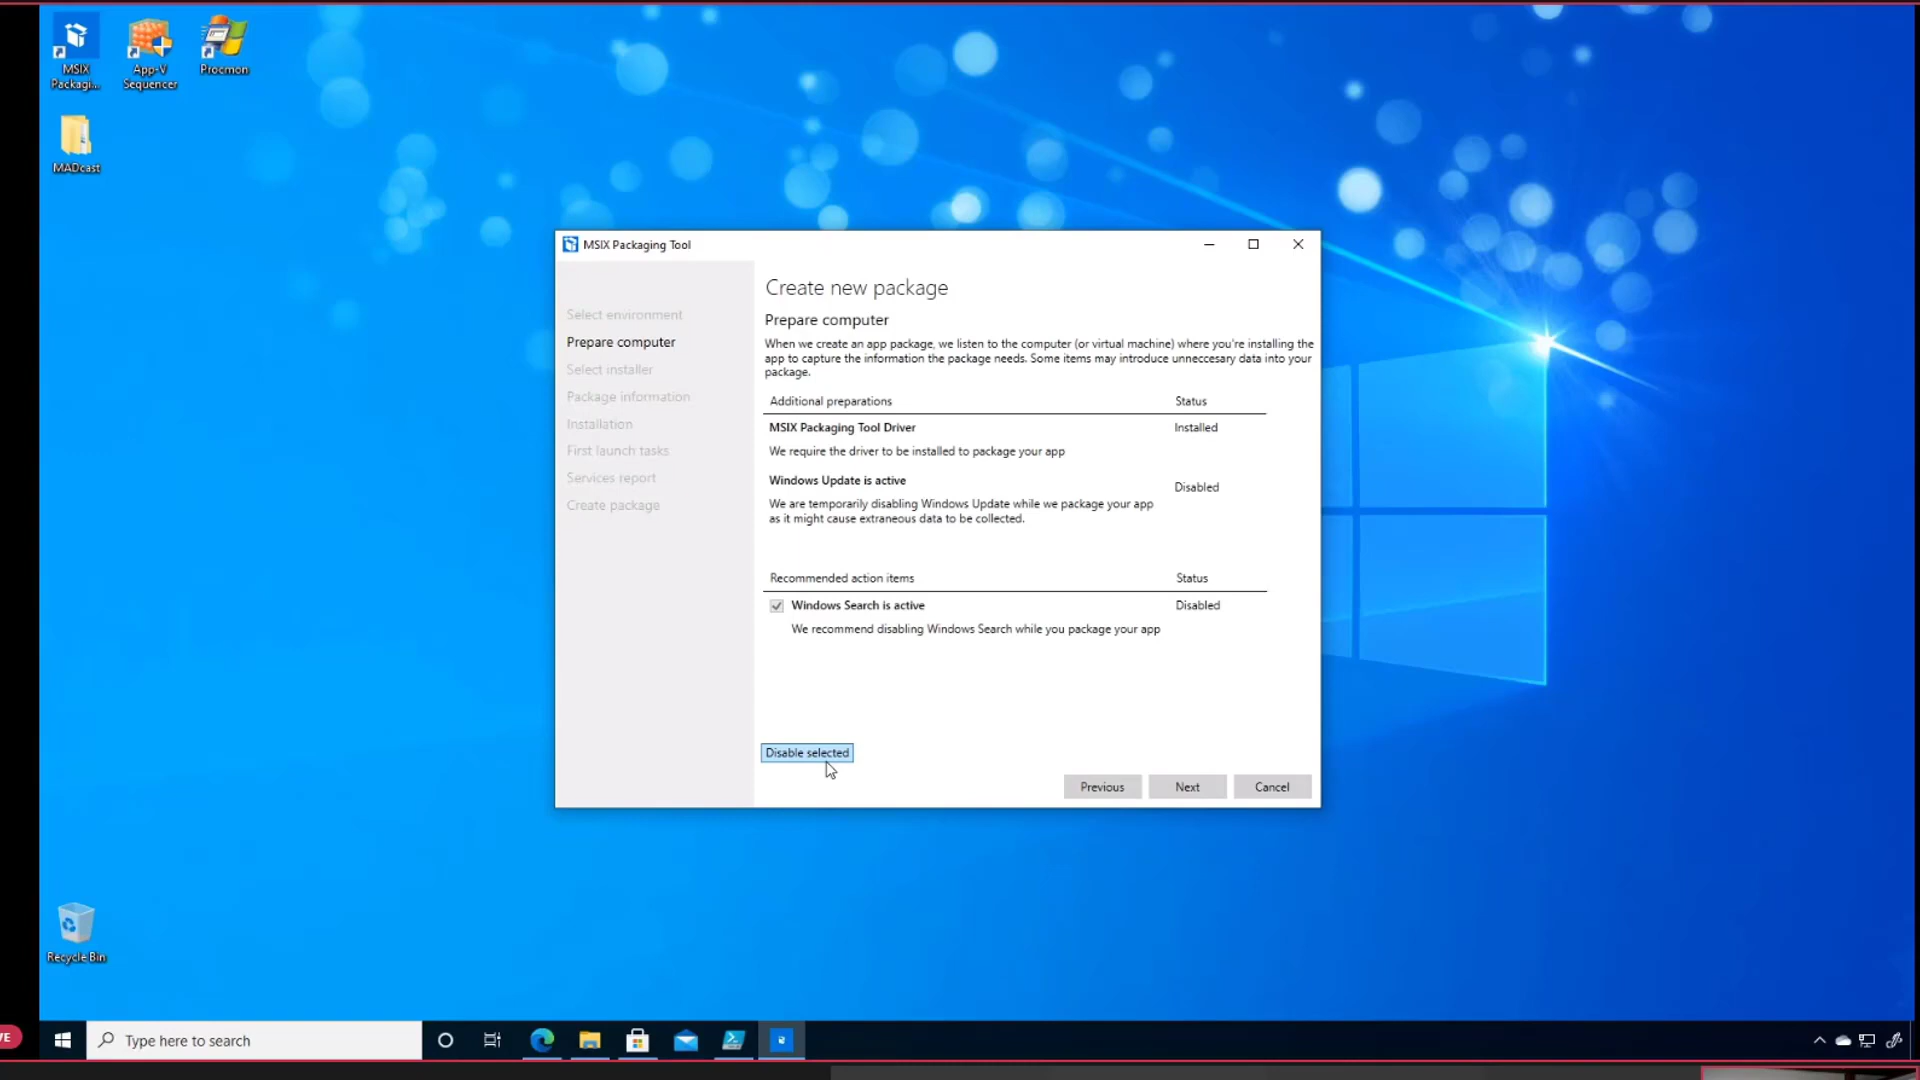 MSIX
Packagi...
App-V
Sequencer
Procmon
MADcast
MSIX Packaging Tool
Create new package
Select environment
Prepare computer
Select installer
Package information
Installation
First launch tasks
Services report
Create package
Prepare computer
When we create an app package, we listen to the computer (or virtual machine) where you're installing the
app to capture the information the package needs. Some items may introduce unneccesary data into your
package.
Additional preparations Status
MSIX Packaging Tool Driver Installed
We require the driver to be installed to package your app
Windows Update is active Disabled
We are temporarily disabling Windows Update while we package your app
as it might cause extraneous data to be collected.
Recommended action items Status
Windows Search is active Disabled
We recommend disabling Windows Search while you package your app
Disable selected
Previous Next Cancel
Recycle Bin
VE
Type here to search